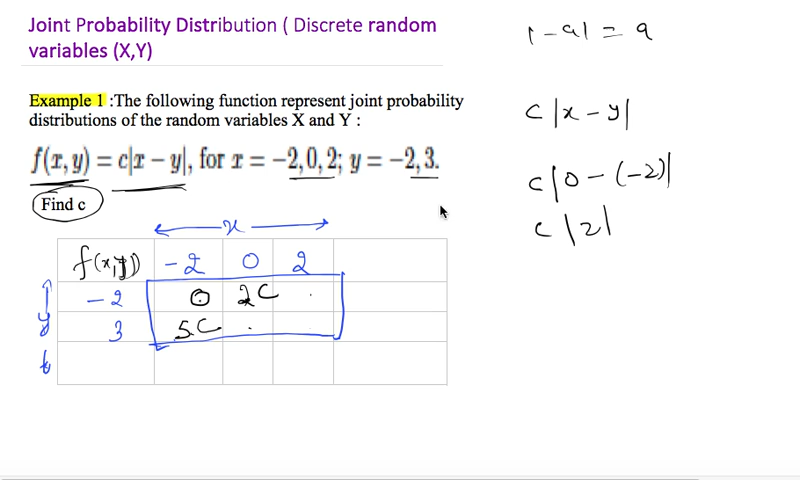 Joint Probability Distribution ( Discrete random
variables (X,Y)
|-a| = a
Example 1 :The following function represent joint probability
distributions of the random variables X and Y :
c|x-y|
f(x,y) = c|x − y|, for x = −2,0,2; y = −2,3.
Find c
c|0-(-2)|
c|2|
x
f(x,y) -2 0 2
-2 0 2C .
y 3 5C .